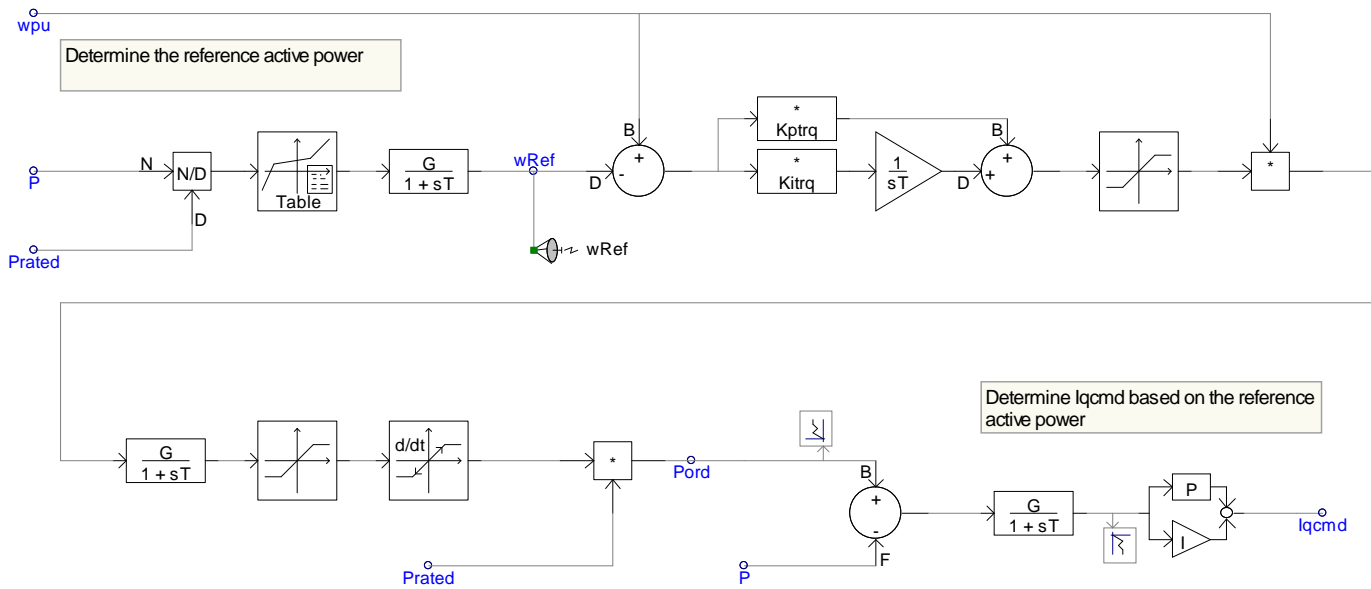 wpu
Determine the reference active power
B
*
Kptrq
B
N
P
N/D
D
Prated
Table
G
1 + sT
wRef
wRef
D
+
-
*
Kitrq
1
sT
D
+
+
*
Determine Iqcmd based on the reference
active power
G
1 + sT
d/dt
*
Prated
Pord
B
+
-
F
P
G
1 + sT
P
I
Iqcmd